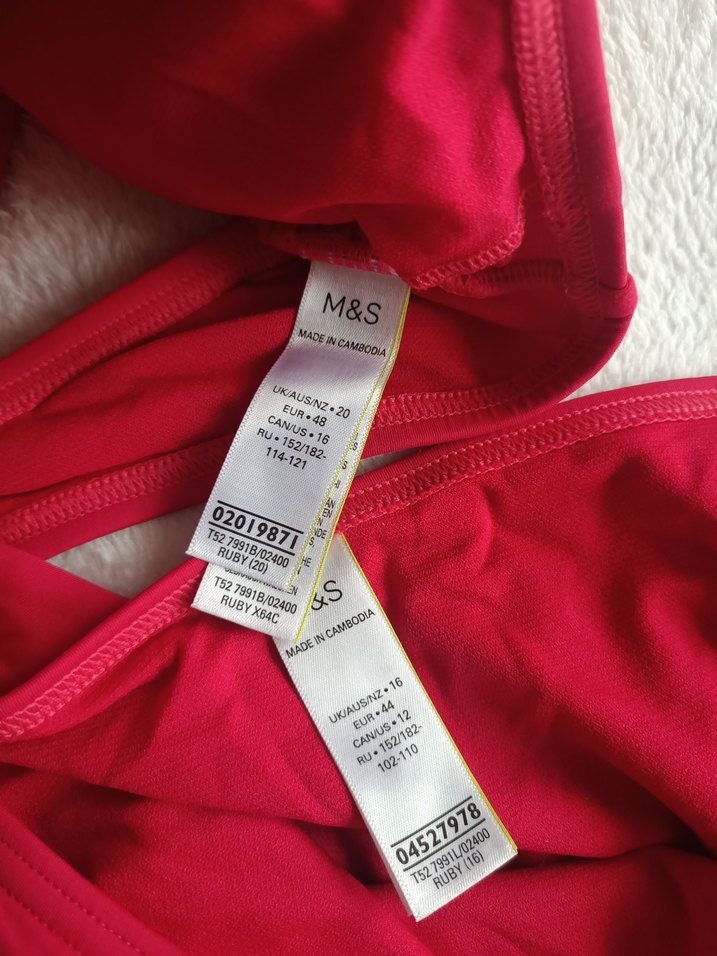 M&S
MADE IN CAMBODIA
UK/AUS/NZ • 20
EUR • 48
CAN/US • 16
RU • 152/182-
114-121
02019871
T52 7991B/02400
RUBY (20)
T52 7991B/02400
RUBY X64C
&S
MADE IN CAMBODIA
UK/AUS/NZ • 16
EUR • 44
CAN/US • 12
RU • 152/182-
102-110
04527978
T52 7991L/02400
RUBY (16)